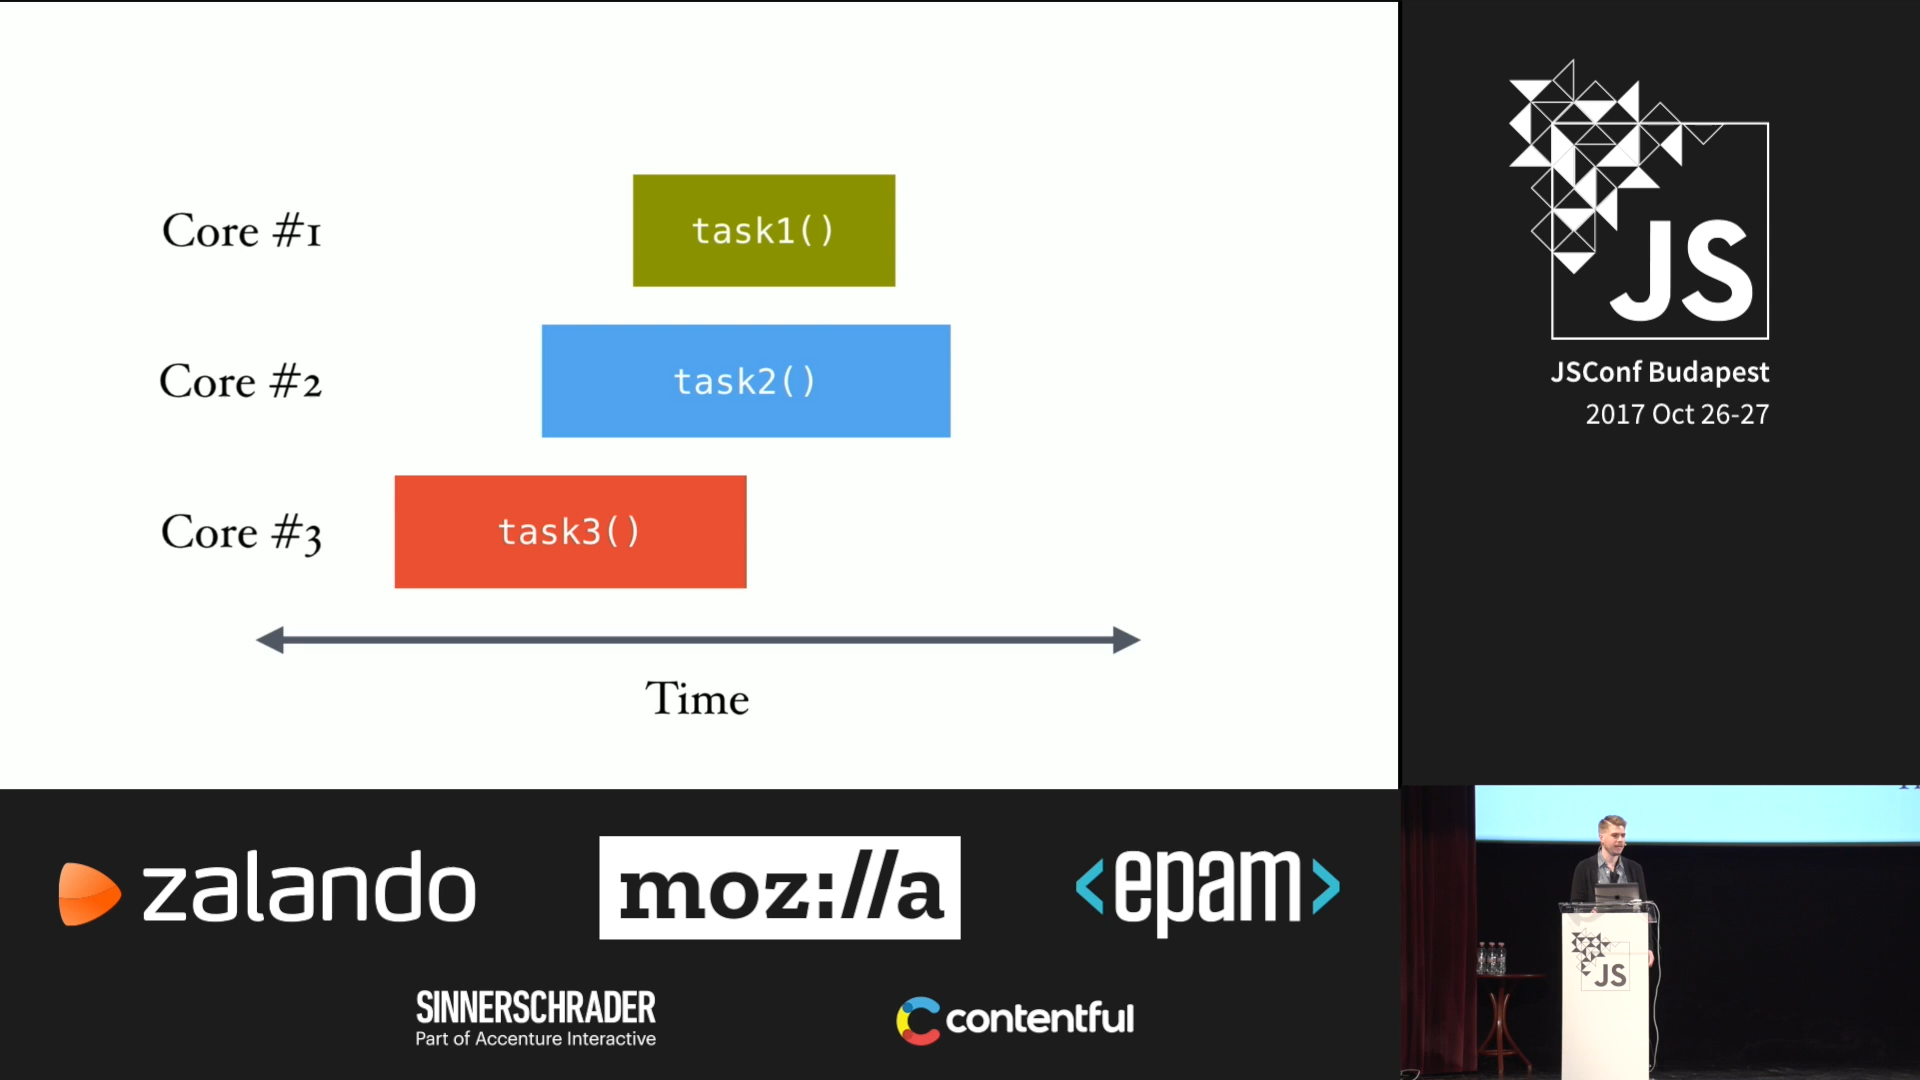 Core #1
task1()
Core #2
task2()
Core #3
task3()
Time
JS
JSConf Budapest
2017 Oct 26-27
zalando
moz://a
<epam>
SINNERSCHRADER
Part of Accenture Interactive
contentful
JS